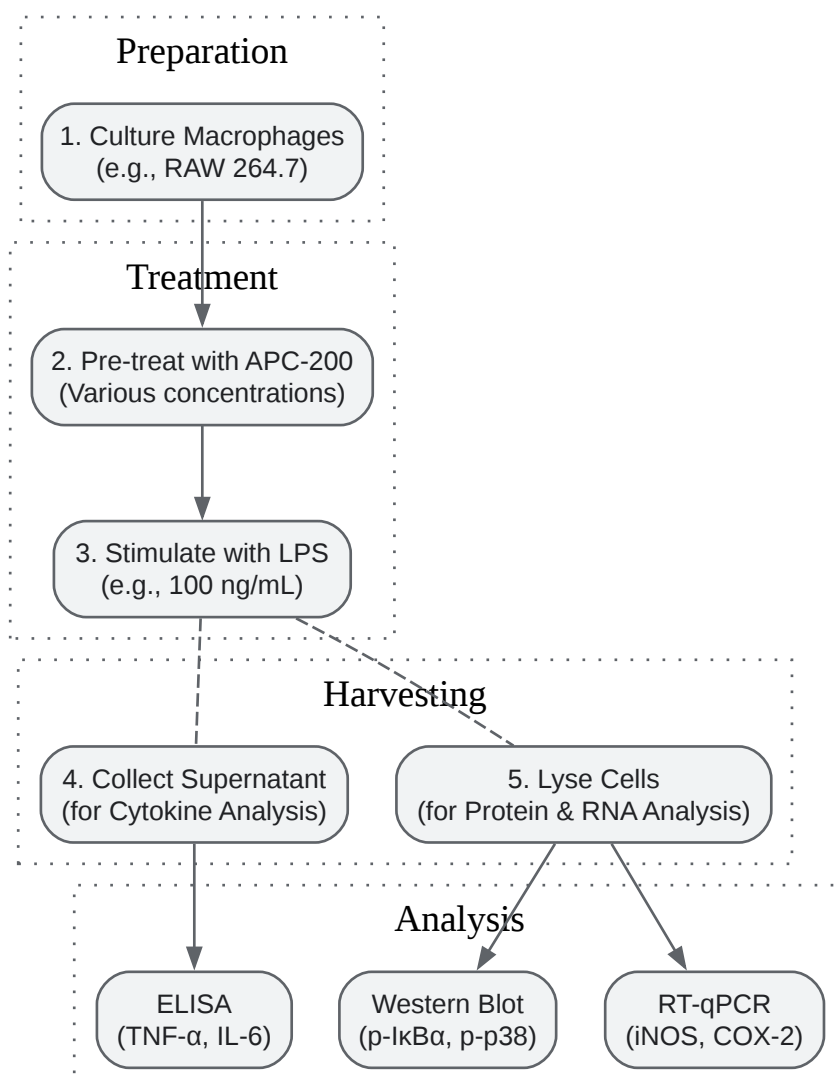 Preparation
1. Culture Macrophages
(e.g., RAW 264.7)
Treatment
2. Pre-treat with APC-200
(Various concentrations)
3. Stimulate with LPS
(e.g., 100 ng/mL)
Harvesting
4. Collect Supernatant
(for Cytokine Analysis)
5. Lyse Cells
(for Protein & RNA Analysis)
Analysis
ELISA
(TNF-α, IL-6)
Western Blot
(p-IκBα, p-p38)
RT-qPCR
(iNOS, COX-2)